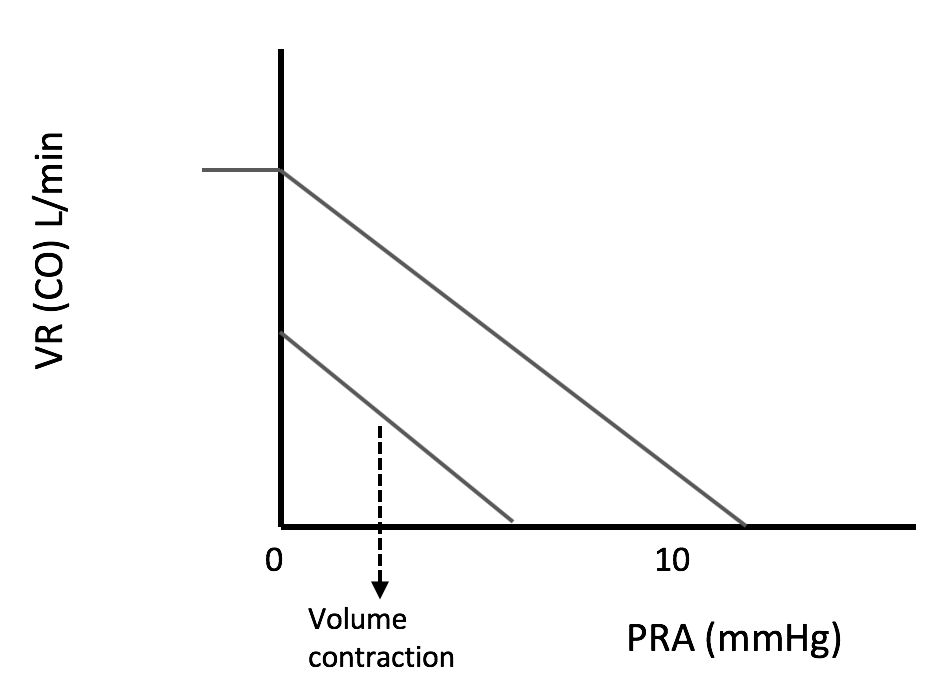 VR (CO) L/min
0
10
Volume
contraction
PRA (mmHg)